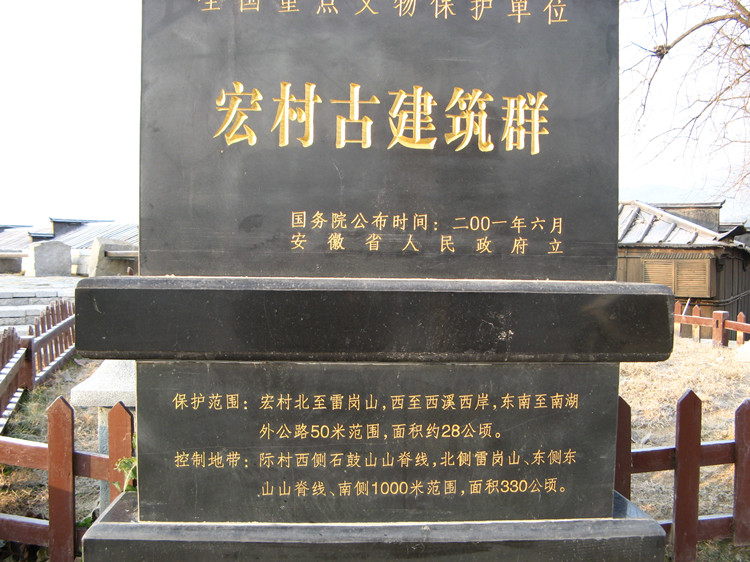 全国重点文物保护单位
宏村古建筑群
国务院公布时间：二00一年六月
安徽省人民政府立
保护范围：宏村北至雷岗山，西至西溪西岸，东南至南湖
外公路50米范围，面积约28公顷。
控制地带：际村西侧石鼓山山脊线，北侧雷岗山、东侧东
山山脊线、南侧1000米范围，面积330公顷。